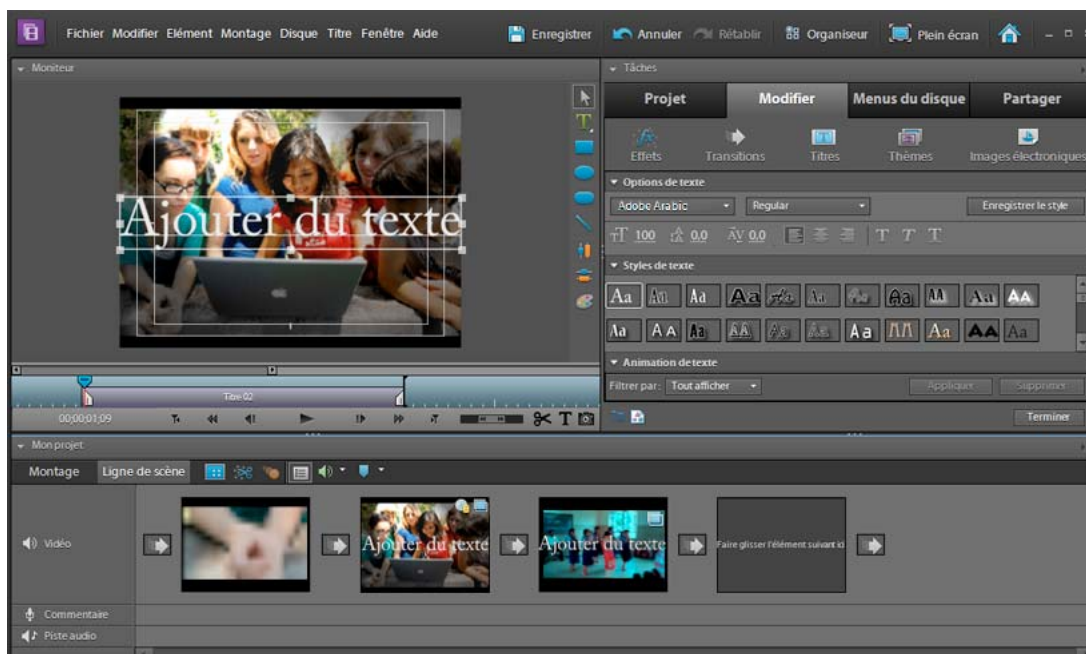 Fichier Modifier Elément Montage Disque Titre Fenêtre Aide
Enregistrer Annuler Rétablir Organiseur Plein écran
Moniteur
Tâches
Projet Modifier Menus du disque Partager
Effets Transitions Titres Thèmes Images électroniques
Options de texte
Adobe Arabic Regular Enregistrer le style
100 0,0 0,0
Styles de texte
Ajouter du texte
Animation de texte
Filtrer par: Tout afficher Appliquer Supprimer
Titre 02
00;00;01;09
Terminer
Mon projet
Montage Ligne de scène
Vidéo
Ajouter du texte
Ajouter du texte
Faire glisser l'élément suivant ici
Commentaire
Piste audio